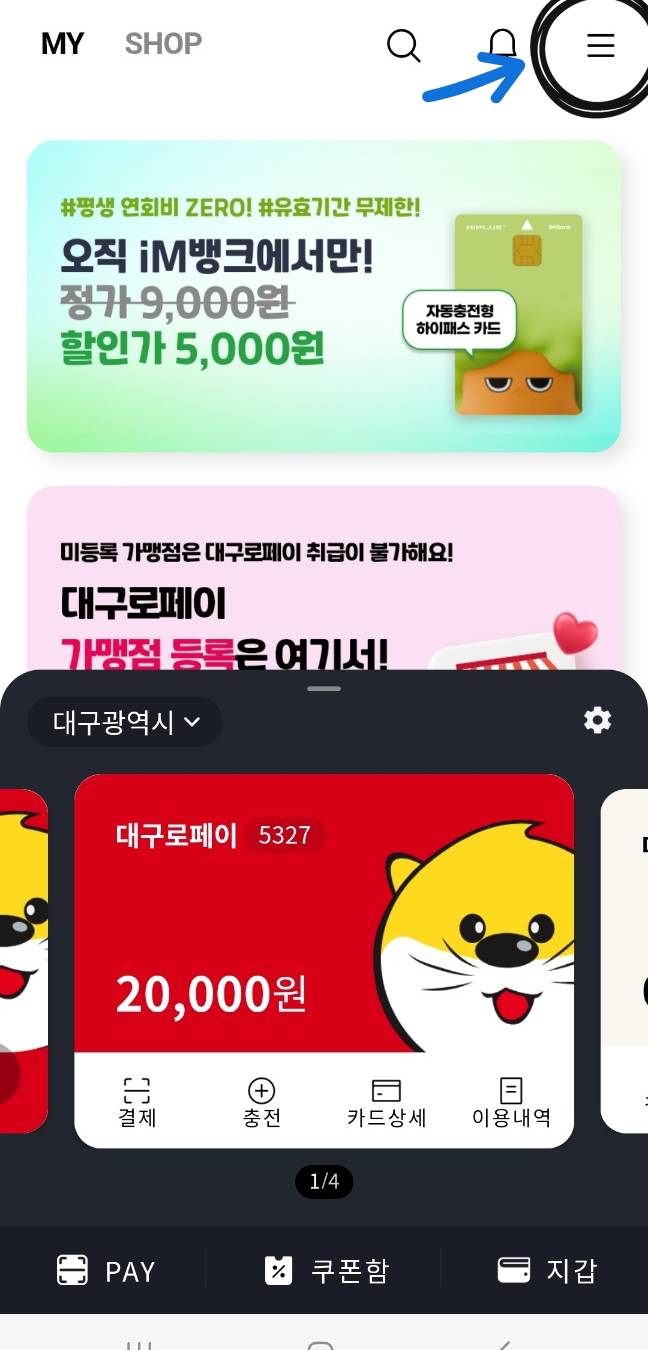 MY SHOP
#평생 연회비 ZERO! #유효기간 무제한!
오직 iM뱅크에서만!
정가 9,000원
할인가 5,000원
자동충전형
하이패스 카드
미등록 가맹점은 대구로페이 취급이 불가해요!
대구로페이
가맹점 등록은 여기서!
대구광역시
대구로페이 5327
20,000원
결제 충전 카드상세 이용내역
1/4
PAY 쿠폰함 지갑